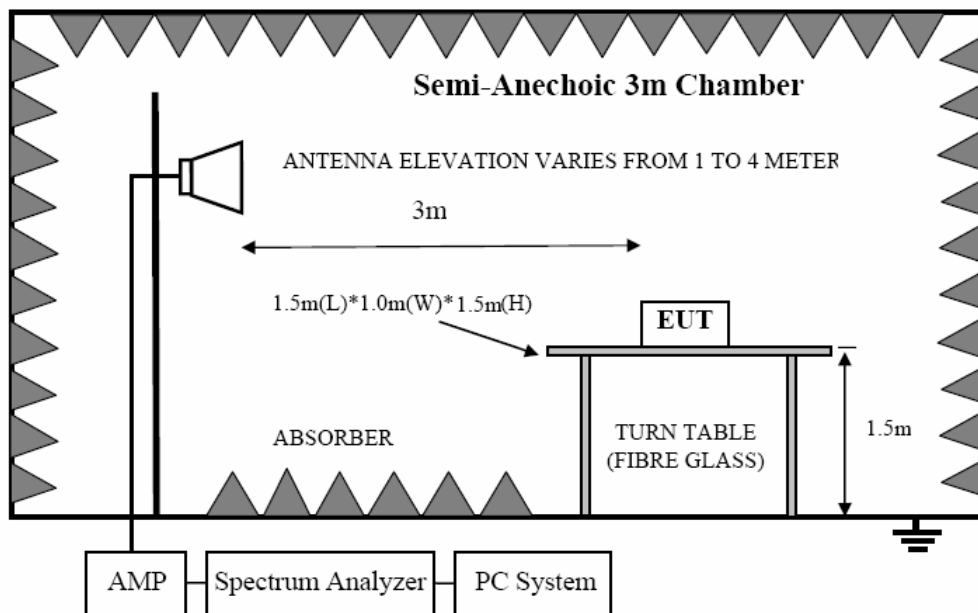 Semi-Anechoic 3m Chamber
ANTENNA ELEVATION VARIES FROM 1 TO 4 METER
3m
1.5m(L)*1.0m(W)*1.5m(H)
EUT
1.5m
ABSORBER
TURN TABLE
(FIBRE GLASS)
AMP
Spectrum Analyzer
PC System